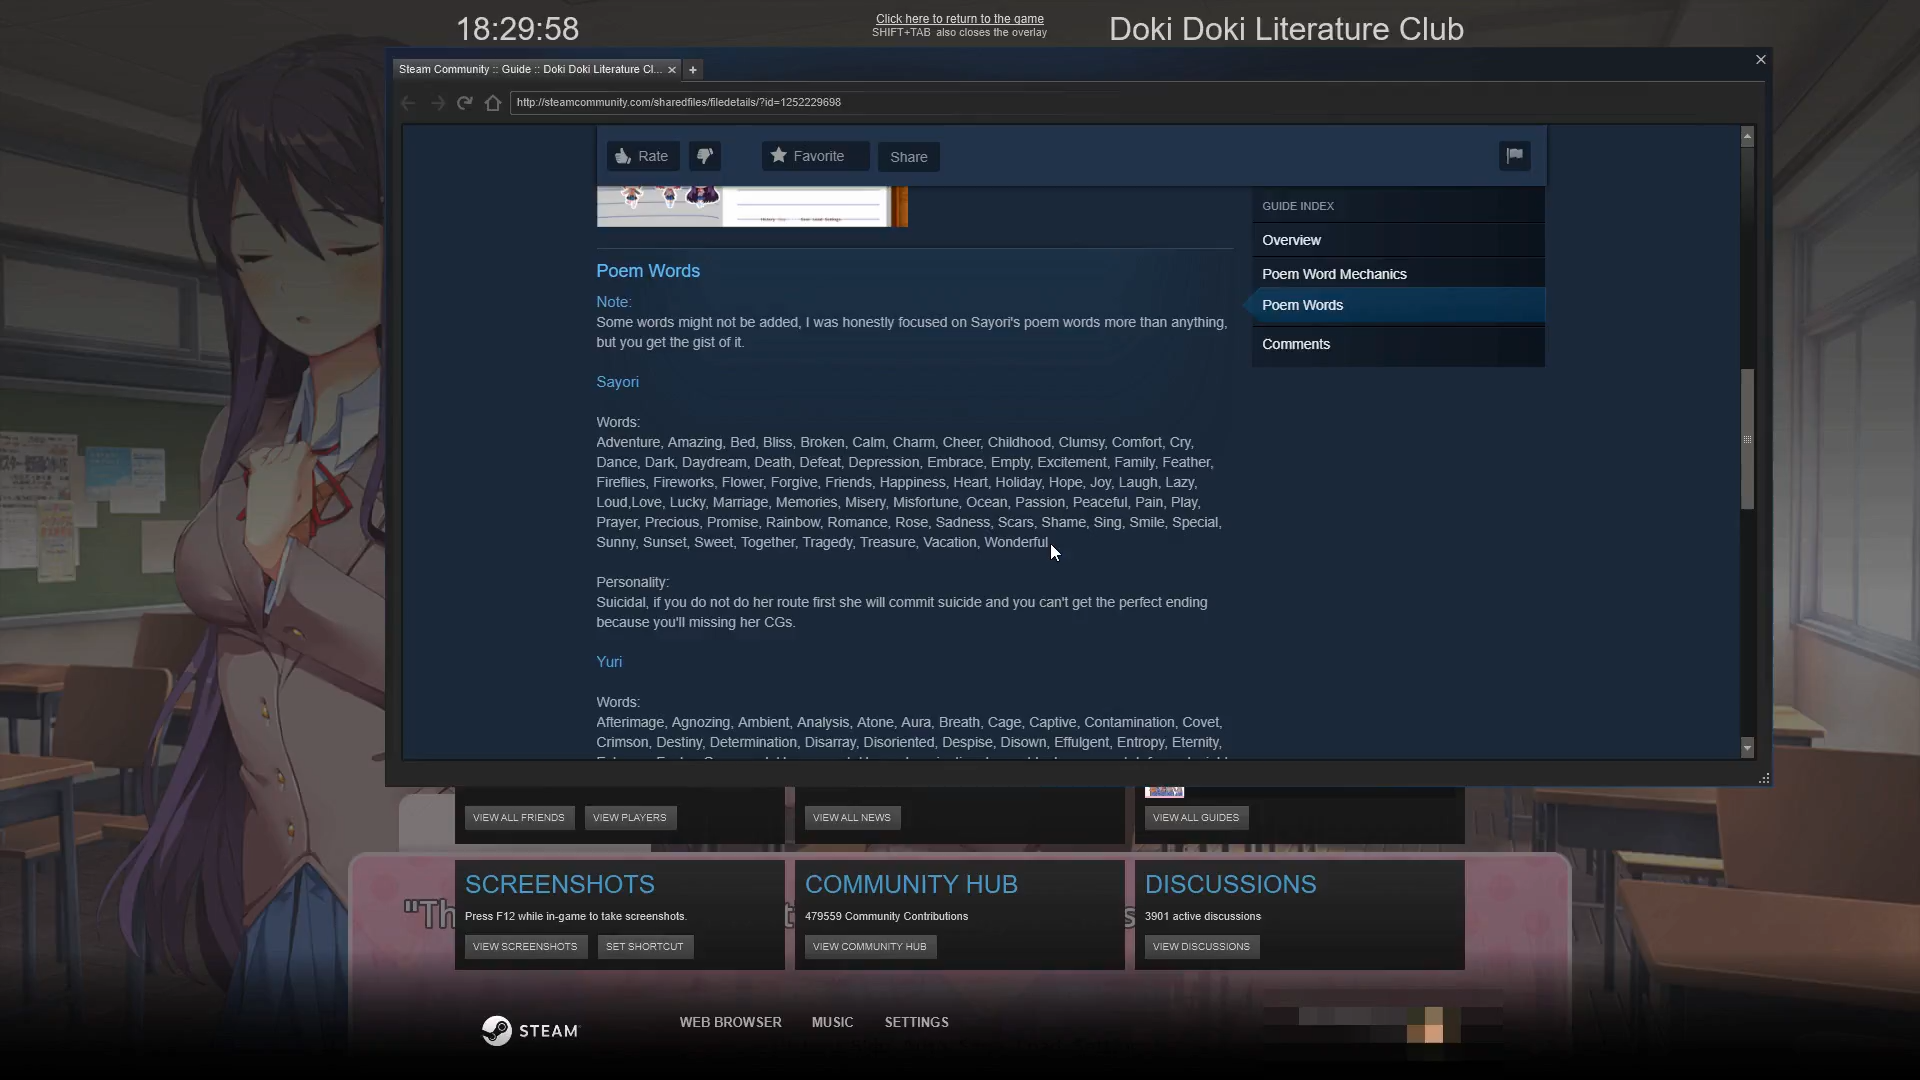 18:29:58
Click here to return to the game
SHIFT+TAB also closes the overlay
Doki Doki Literature Club
Steam Community :: Guide :: Doki Doki Literature Cl...
http://steamcommunity.com/sharedfiles/filedetails/?id=1252229698
Rate
Favorite
Share
GUIDE INDEX
Overview
Poem Word Mechanics
Poem Words
Comments
Poem Words
Note:
Some words might not be added, I was honestly focused on Sayori's poem words more than anything,
but you get the gist of it.
Sayori
Words:
Adventure, Amazing, Bed, Bliss, Broken, Calm, Charm, Cheer, Childhood, Clumsy, Comfort, Cry,
Dance, Dark, Daydream, Death, Defeat, Depression, Embrace, Empty, Excitement, Family, Feather,
Fireflies, Fireworks, Flower, Forgive, Friends, Happiness, Heart, Holiday, Hope, Joy, Laugh, Lazy,
Loud,Love, Lucky, Marriage, Memories, Misery, Misfortune, Ocean, Passion, Peaceful, Pain, Play,
Prayer, Precious, Promise, Rainbow, Romance, Rose, Sadness, Scars, Shame, Sing, Smile, Special,
Sunny, Sunset, Sweet, Together, Tragedy, Treasure, Vacation, Wonderful
Personality:
Suicidal, if you do not do her route first she will commit suicide and you can't get the perfect ending
because you'll missing her CGs.
Yuri
Words:
Afterimage, Agnozing, Ambient, Analysis, Atone, Aura, Breath, Cage, Captive, Contamination, Covet,
Crimson, Destiny, Determination, Disarray, Disoriented, Despise, Disown, Effulgent, Entropy, Eternity,
VIEW ALL FRIENDS
VIEW PLAYERS
VIEW ALL NEWS
VIEW ALL GUIDES
SCREENSHOTS
Press F12 while in-game to take screenshots.
VIEW SCREENSHOTS
SET SHORTCUT
COMMUNITY HUB
479559 Community Contributions
VIEW COMMUNITY HUB
DISCUSSIONS
3901 active discussions
VIEW DISCUSSIONS
"Th
STEAM
WEB BROWSER
MUSIC
SETTINGS